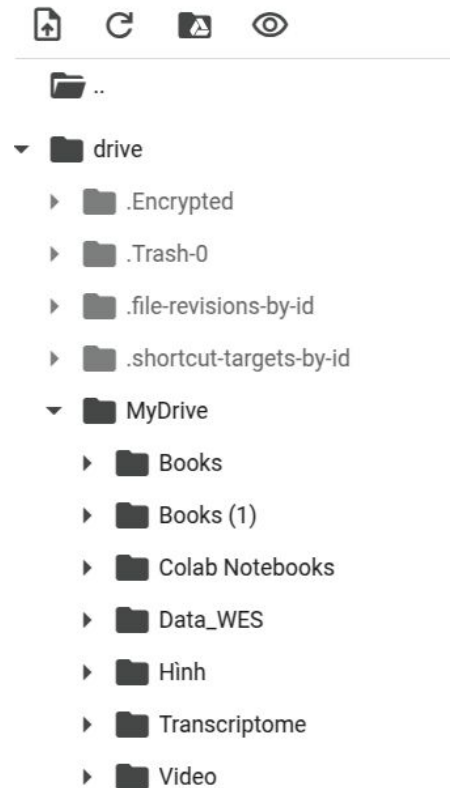 ..
drive
.Encrypted
.Trash-0
.file-revisions-by-id
.shortcut-targets-by-id
MyDrive
Books
Books (1)
Colab Notebooks
Data_WES
Hình
Transcriptome
Video